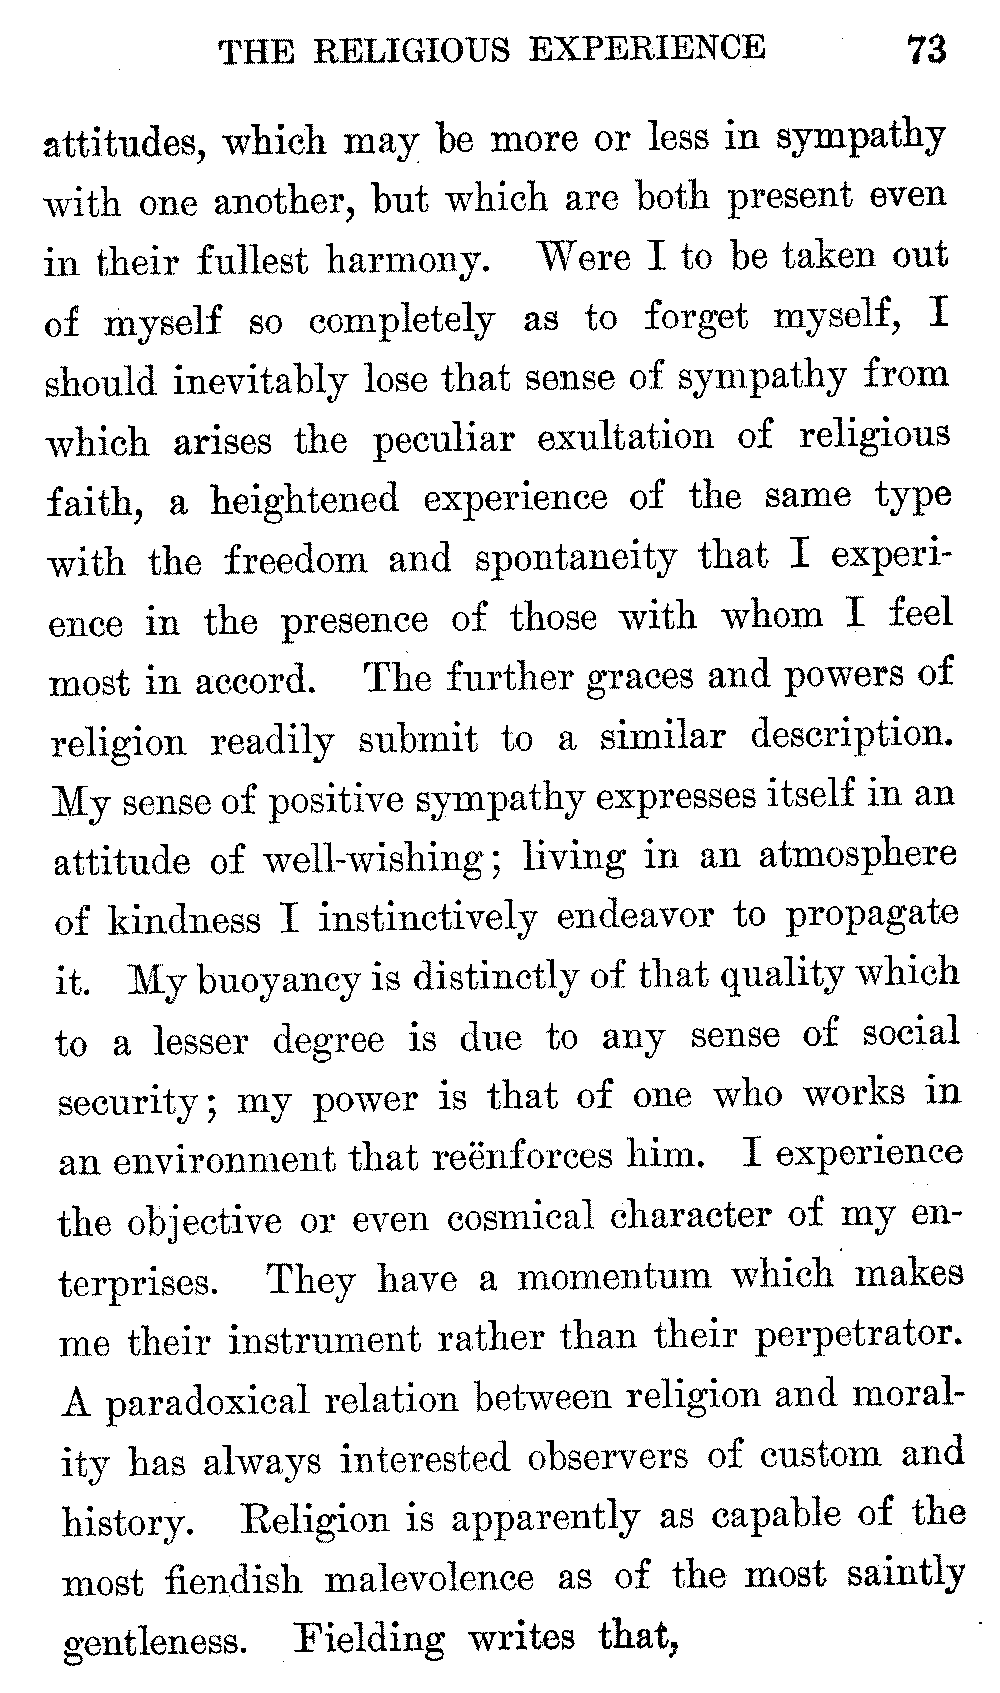 THE RELIGIOUS EXPERIENCE 73
attitudes, which may be more or less in sympathy
with one another, but which are both present even
in their fullest harmony. Were I to be taken out
of myself so completely as to forget myself, I
should inevitably lose that sense of sympathy from
which arises the peculiar exultation of religious
faith, a heightened experience of the same type
with the freedom and spontaneity that I experi-
ence in the presence of those with whom I feel
most in accord. The further graces and powers of
religion readily submit to a similar description.
My sense of positive sympathy expresses itself in an
attitude of well-wishing; living in an atmosphere
of kindness I instinctively endeavor to propagate
it. My buoyancy is distinctly of that quality which
to a lesser degree is due to any sense of social
security; my power is that of one who works in
an environment that reënforces him. I experience
the objective or even cosmical character of my en-
terprises. They have a momentum which makes
me their instrument rather than their perpetrator.
A paradoxical relation between religion and moral-
ity has always interested observers of custom and
history. Religion is apparently as capable of the
most fiendish malevolence as of the most saintly
gentleness. Fielding writes that,